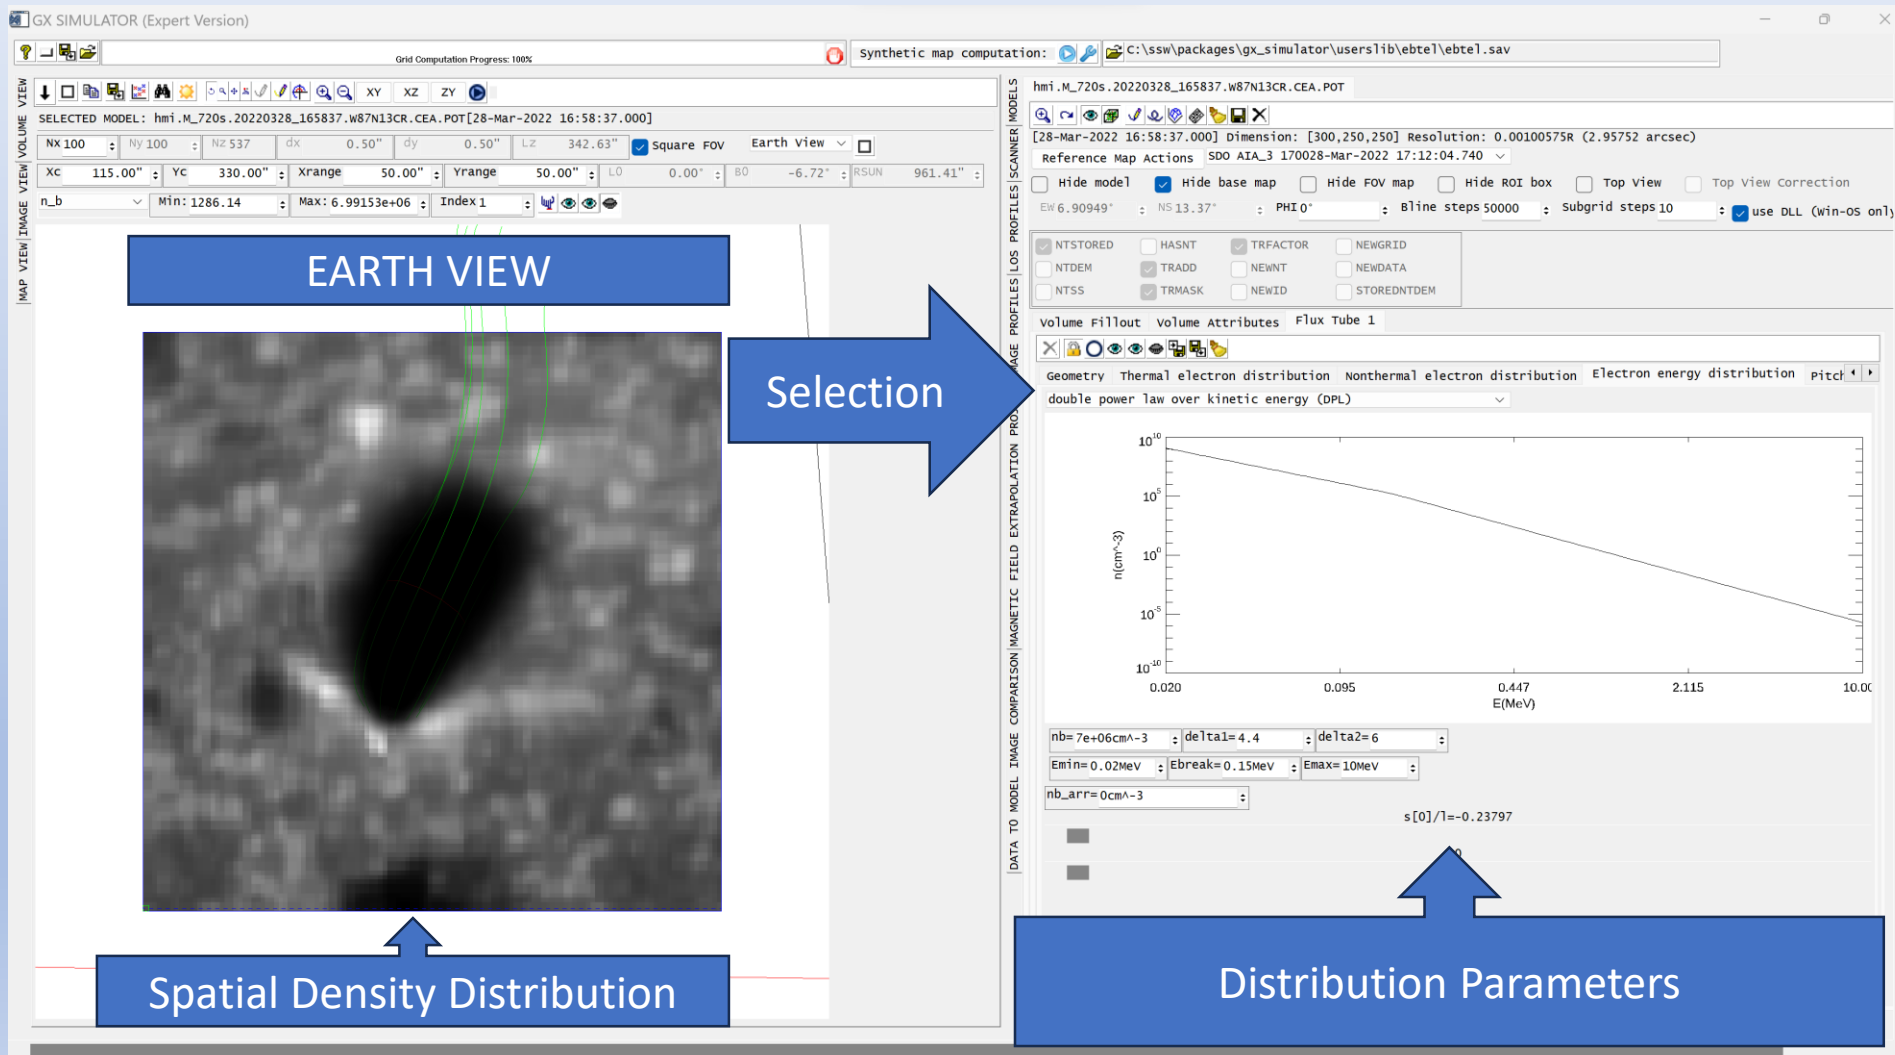 GX SIMULATOR (Expert Version)
Grid Computation Progress: 100%
Synthetic map computation:
C:\ssw\packages\gx_simulator\userslib\ebtel\ebtel.sav
MAP VIEW IMAGE VIEW VOLUME VIEW
XY XZ ZY
SELECTED MODEL: hmi.M_720s.20220328_165837.W87N13CR.CEA.POT[28-Mar-2022 16:58:37.000]
Nx 100 Ny 100 Nz 537 dx 0.50" dy 0.50" Lz 342.63" Square FOV Earth View
Xc 115.00" Yc 330.00" Xrange 50.00" Yrange 50.00" L0 0.00° B0 -6.72° RSUN 961.41"
n_b Min: 1286.14 Max: 6.99153e+06 Index 1
EARTH VIEW
Selection
Spatial Density Distribution
DATA TO MODEL IMAGE COMPARISON MAGNETIC FIELD EXTRAPOLATION
IMAGE PROFILES LOS PROFILES SCANNER MODELS
hmi.M_720s.20220328_165837.W87N13CR.CEA.POT
[28-Mar-2022 16:58:37.000] Dimension: [300,250,250] Resolution: 0.00100575R (2.95752 arcsec)
Reference Map Actions SDO AIA_3 170028-Mar-2022 17:12:04.740
Hide model Hide base map Hide FOV map Hide ROI box Top View Top View Correction
EW 6.90949° NS 13.37° PHI 0° Bline steps 50000 Subgrid steps 10 use DLL (Win-OS only
NTSTORED HASNT TRFACTOR NEWGRID
NTDEM TRADD NEWNT NEWDATA
NTSS TRMASK NEWID STOREDNTDEM
Volume Fillout Volume Attributes Flux Tube 1
Geometry Thermal electron distribution Nonthermal electron distribution Electron energy distribution Pitch
double power law over kinetic energy (DPL)
10^10
10^5
10^0
10^-5
10^-10
n(cm^-3)
0.020 0.095 0.447 2.115 10.00
E(MeV)
nb= 7e+06cm^-3 delta1= 4.4 delta2= 6
Emin= 0.02MeV Ebreak= 0.15MeV Emax= 10MeV
nb_arr= 0cm^-3
s[0]/l=-0.23797
Distribution Parameters